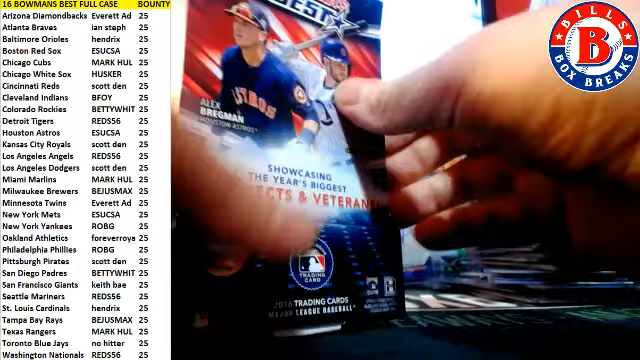 16 BOWMANS BEST FULL CASE BOUNTY
Arizona Diamondbacks Everett Ad 25
Atlanta Braves ian steph 25
Baltimore Orioles hendrix 25
Boston Red Sox ESUCSA 25
Chicago Cubs MARK HUL 25
Chicago White Sox HUSKER 25
Cincinnati Reds scott den 25
Cleveland Indians BFOY 25
Colorado Rockies BETTYWHIT 25
Detroit Tigers REDS56 25
Houston Astros ESUCSA 25
Kansas City Royals scott den 25
Los Angeles Angels REDS56 25
Los Angeles Dodgers scott den 25
Miami Marlins MARK HUL 25
Milwaukee Brewers BEJUSMAX 25
Minnesota Twins Everett Ad 25
New York Mets ESUCSA 25
New York Yankees ROBG 25
Oakland Athletics foreverroya 25
Philadelphia Phillies ROBG 25
Pittsburgh Pirates scott den 25
San Diego Padres BETTYWHIT 25
San Francisco Giants keith bae 25
Seattle Mariners REDS56 25
St. Louis Cardinals hendrix 25
Tampa Bay Rays BEJUSMAX 25
Texas Rangers MARK HUL 25
Toronto Blue Jays no hitter 25
Washington Nationals REDS56 25
BEST
ASTROS
ALEX
BREGMAN
HOUSTON ASTROS
SHOWCASING
THE YEAR'S BIGGEST
ECTS & VETERAN
TRADING
CARD
2016 TRADING CARDS
MAJOR LEAGUE BASEBALL
BILLS
B
BOX BREAKS